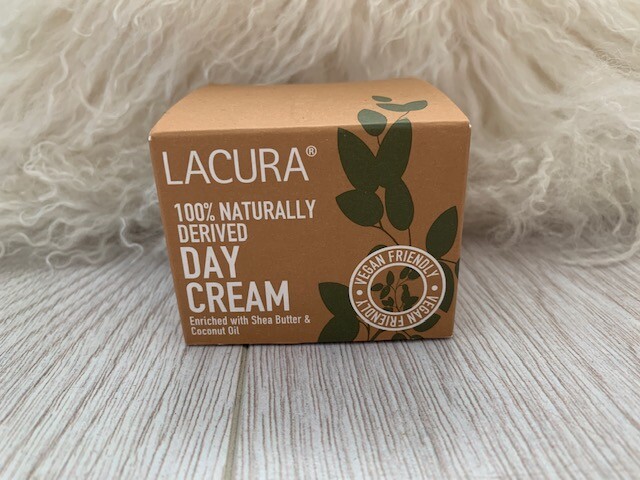 LACURA®
100% NATURALLY
DERIVED
DAY
CREAM
Enriched with Shea Butter &
Coconut Oil
VEGAN FRIENDLY • VEGAN FRIENDLY •